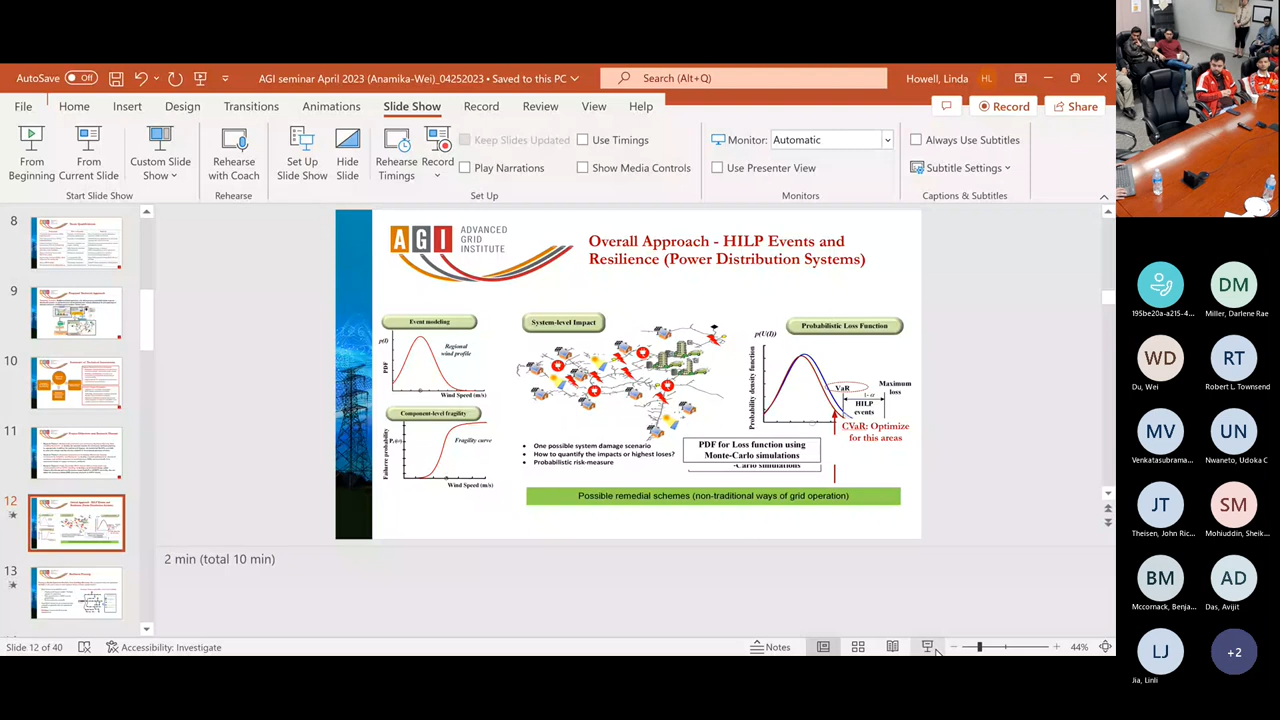 AutoSave Off
AGI seminar April 2023 (Anamika-Wei)_04252023 • Saved to this PC
Search (Alt+Q)
Howell, Linda HL
File Home Insert Design Transitions Animations Slide Show Record Review View Help
Record Share
From Beginning
From Current Slide
Custom Slide Show
Start Slide Show
Rehearse with Coach
Rehearse
Set Up Slide Show
Hide Slide
Rehearse Timings
Record
Keep Slides Updated
Play Narrations
Use Timings
Show Media Controls
Set Up
Monitor: Automatic
Use Presenter View
Monitors
Always Use Subtitles
Subtitle Settings
Captions & Subtitles
8
9
10
11
12
13
AGI ADVANCED
GRID
INSTITUTE
Overall Approach - HILP Events and
Resilience (Power Distribution Systems)
Event modeling
p(I)
PDF
Regional
wind profile
Wind Speed (m/s)
Component-level fragility
Failure probability
Fragility curve
Wind Speed (m/s)
System-level Impact
• One possible system damage scenario
• How to quantify the impacts or highest loses?
• Probabilistic risk-measure
Probabilistic Loss Function
p(U(I))
Probability density function
VaR
1- α
HILP
events
Maximum
loss
CVaR: Optimize
for this areas
PDF for Loss function using
Monte-Carlo simulations
-Carlo simulations
Possible remedial schemes (non-traditional ways of grid operation)
2 min (total 10 min)
Slide 12 of 40
Accessibility: Investigate
Notes
44%
195be20a-a215-4...
DM
Miller, Darlene Rae
WD
Du, Wei
RT
Robert L. Townsend
MV
Venkatasubrama...
UN
Nwaneto, Udoka C
JT
Theisen, John Ric...
SM
Mohiuddin, Sheik...
BM
Mccornack, Benja...
AD
Das, Avijit
LJ
Jia, Linli
+2